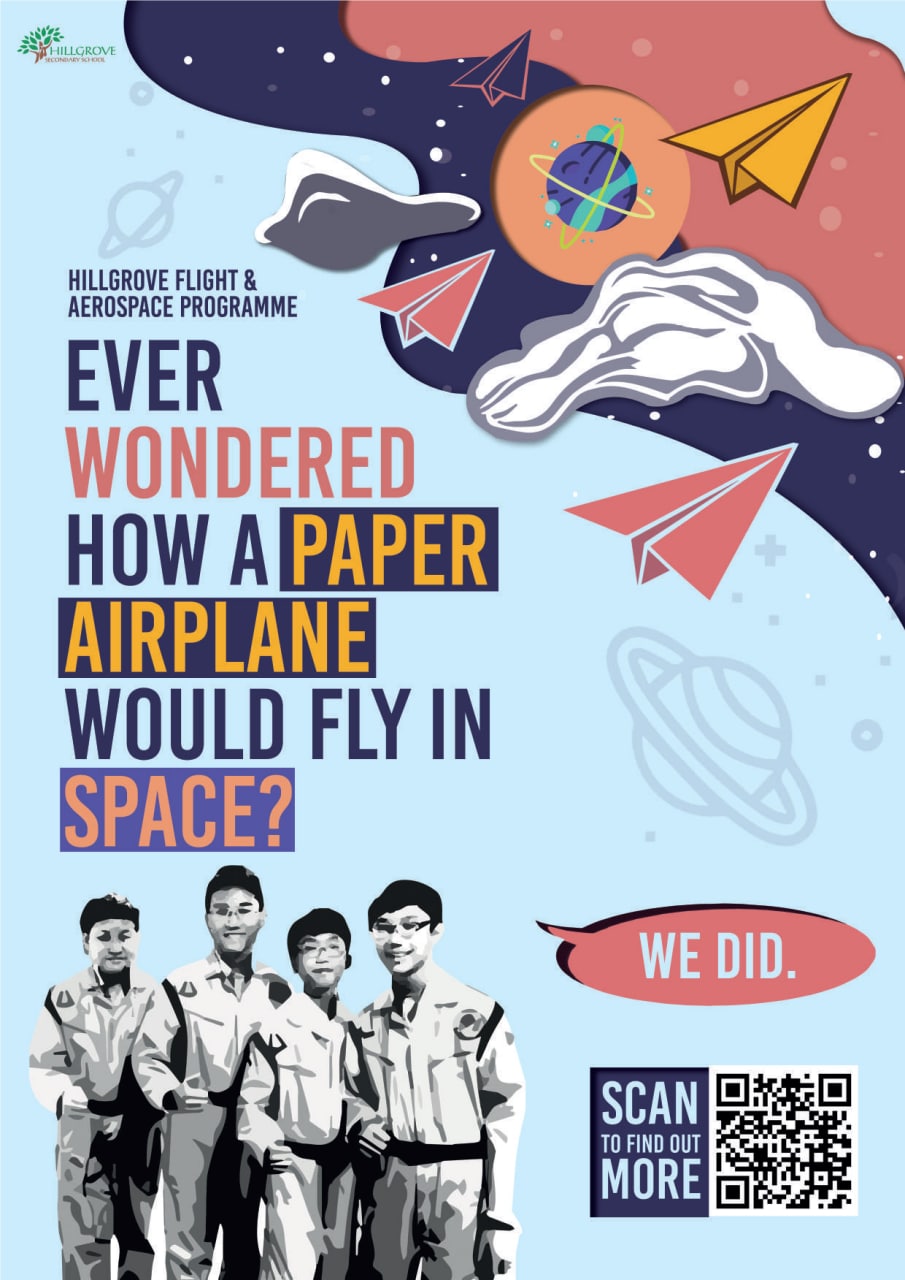 HILLGROVE
SECONDARY SCHOOL
HILLGROVE FLIGHT &
AEROSPACE PROGRAMME
EVER
WONDERED
HOW A PAPER
AIRPLANE
WOULD FLY IN
SPACE?
WE DID.
SCAN
TO FIND OUT
MORE